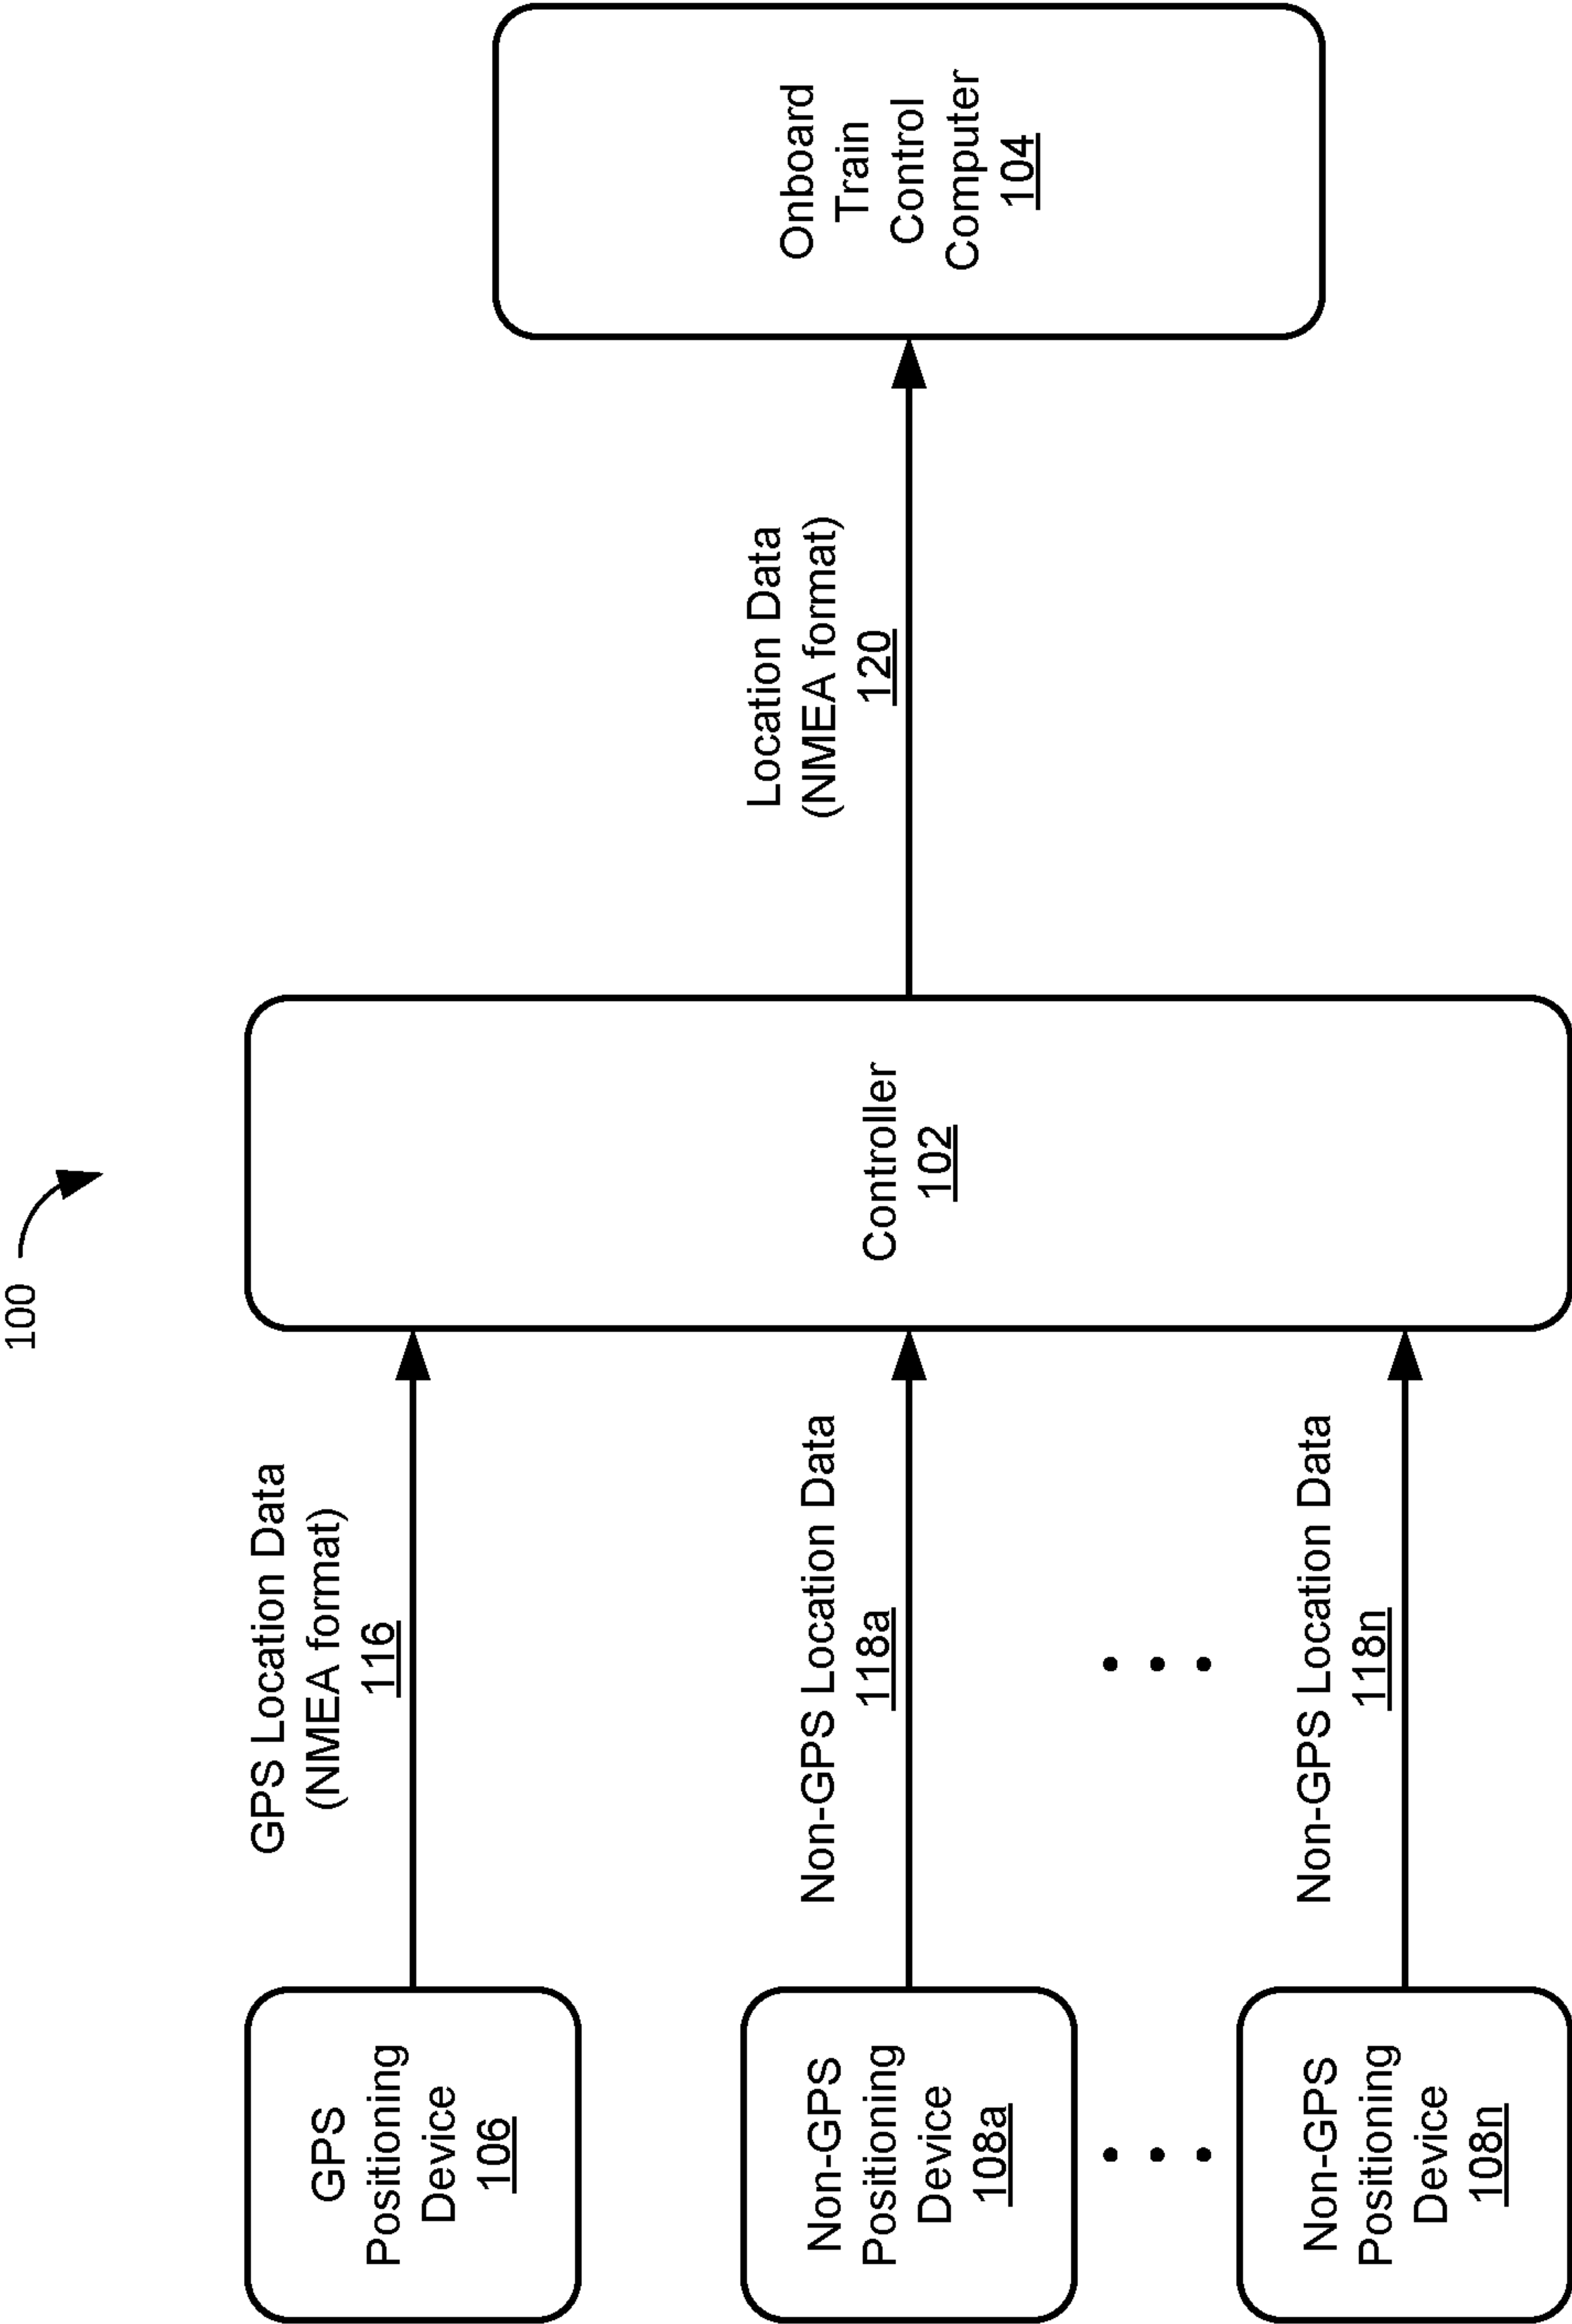 100
GPS
Positioning
Device
106
GPS Location Data
(NMEA format)
116
Non-GPS
Positioning
Device
108a
Non-GPS Location Data
118a
Non-GPS
Positioning
Device
108n
Non-GPS Location Data
118n
Controller
102
Location Data
(NMEA format)
120
Onboard
Train
Control
Computer
104